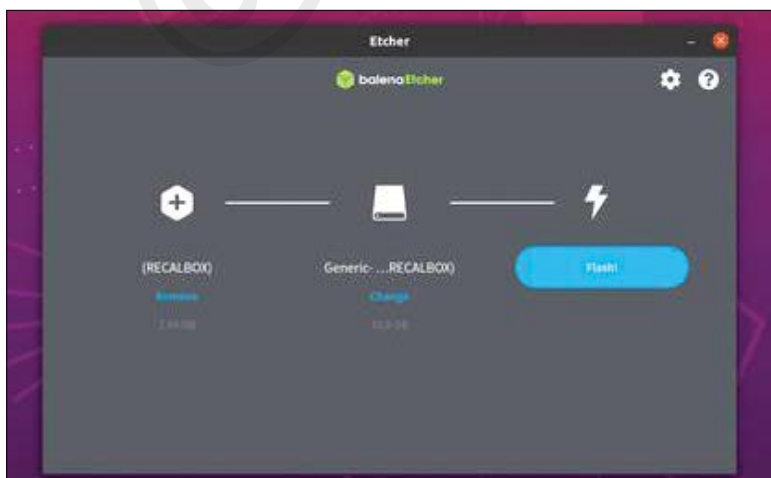 Etcher
balenaEtcher
(RECALBOX)
Generic- ...RECALBOX)
Flash!
Remove
Change